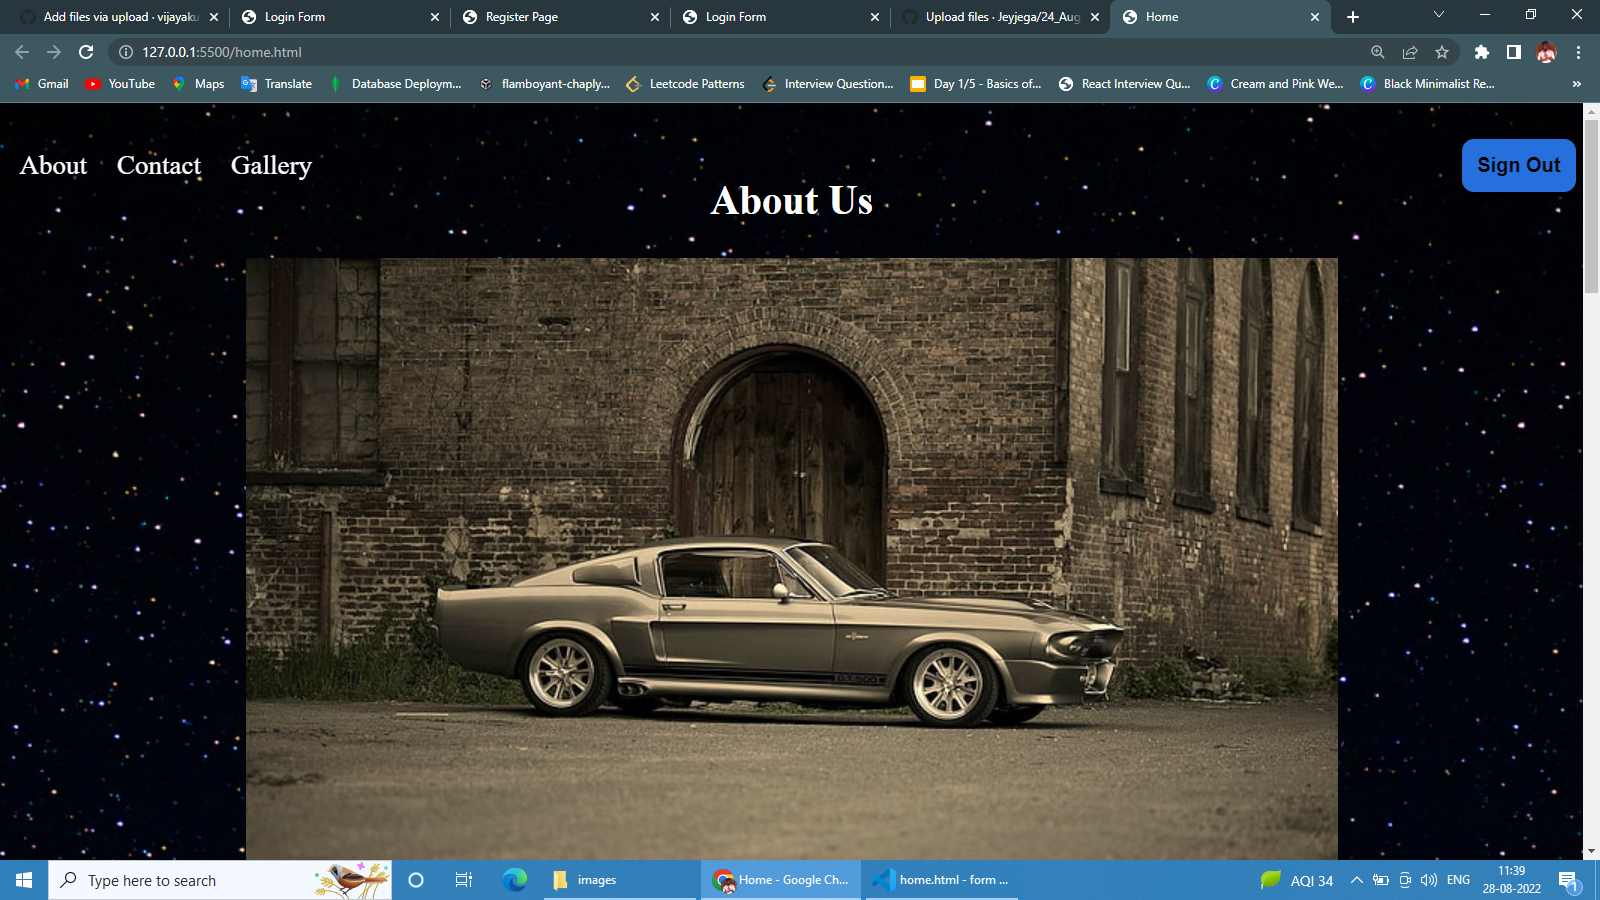 Add files via upload · vijayaku
Login Form
Register Page
Login Form
Upload files · Jeyjega/24_Aug
Home
127.0.0.1:5500/home.html
Gmail
YouTube
Maps
Translate
Database Deploym...
flamboyant-chaply...
Leetcode Patterns
Interview Question...
Day 1/5 - Basics of...
React Interview Qu...
Cream and Pink We...
Black Minimalist Re...
»
About
Contact
Gallery
Sign Out
About Us
G.T.500
Type here to search
images
Home - Google Ch...
home.html - form ...
AQI 34
ENG
11:39
28-08-2022
1